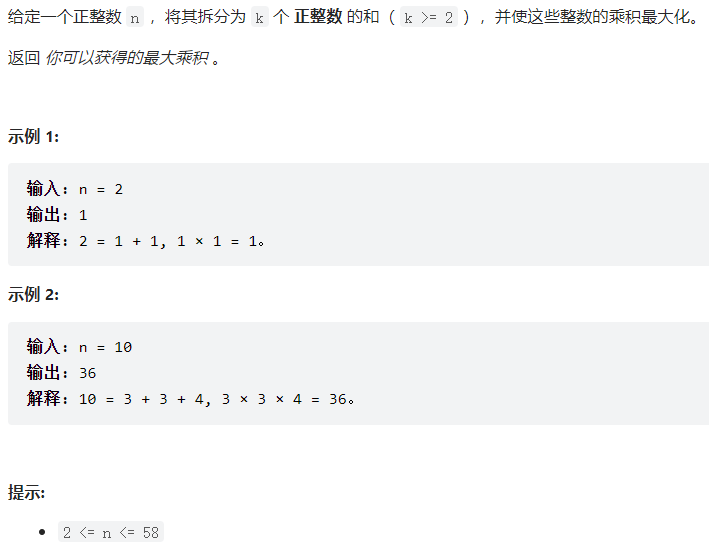 给定一个正整数 n ，将其拆分为 k 个 正整数 的和（ k >= 2 ），并使这些整数的乘积最大化。
返回 你可以获得的最大乘积 。
示例 1:
输入: n = 2
输出: 1
解释: 2 = 1 + 1, 1 × 1 = 1。
示例 2:
输入: n = 10
输出: 36
解释: 10 = 3 + 3 + 4, 3 × 3 × 4 = 36。
提示:
• 2 <= n <= 58